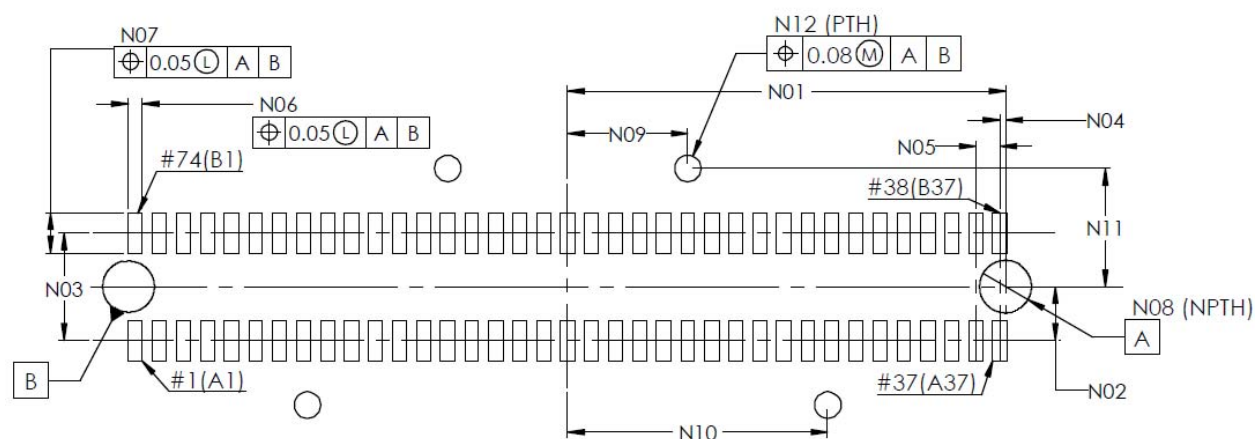 N07
⌖ 0.05 Ⓛ A B
N12 (PTH)
⌖ 0.08 Ⓜ A B
N01
N06
⌖ 0.05 Ⓛ A B
N04
N09
N05
#74(B1)
#38(B37)
N11
N03
N08 (NPTH)
A
B
#1(A1)
#37(A37)
N02
N10